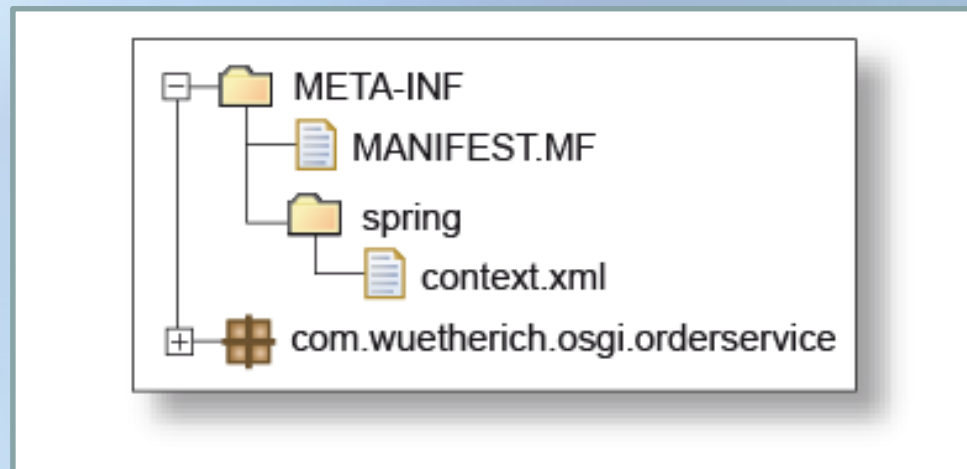 META-INF
MANIFEST.MF
spring
context.xml
com.wuetherich.osgi.orderservice